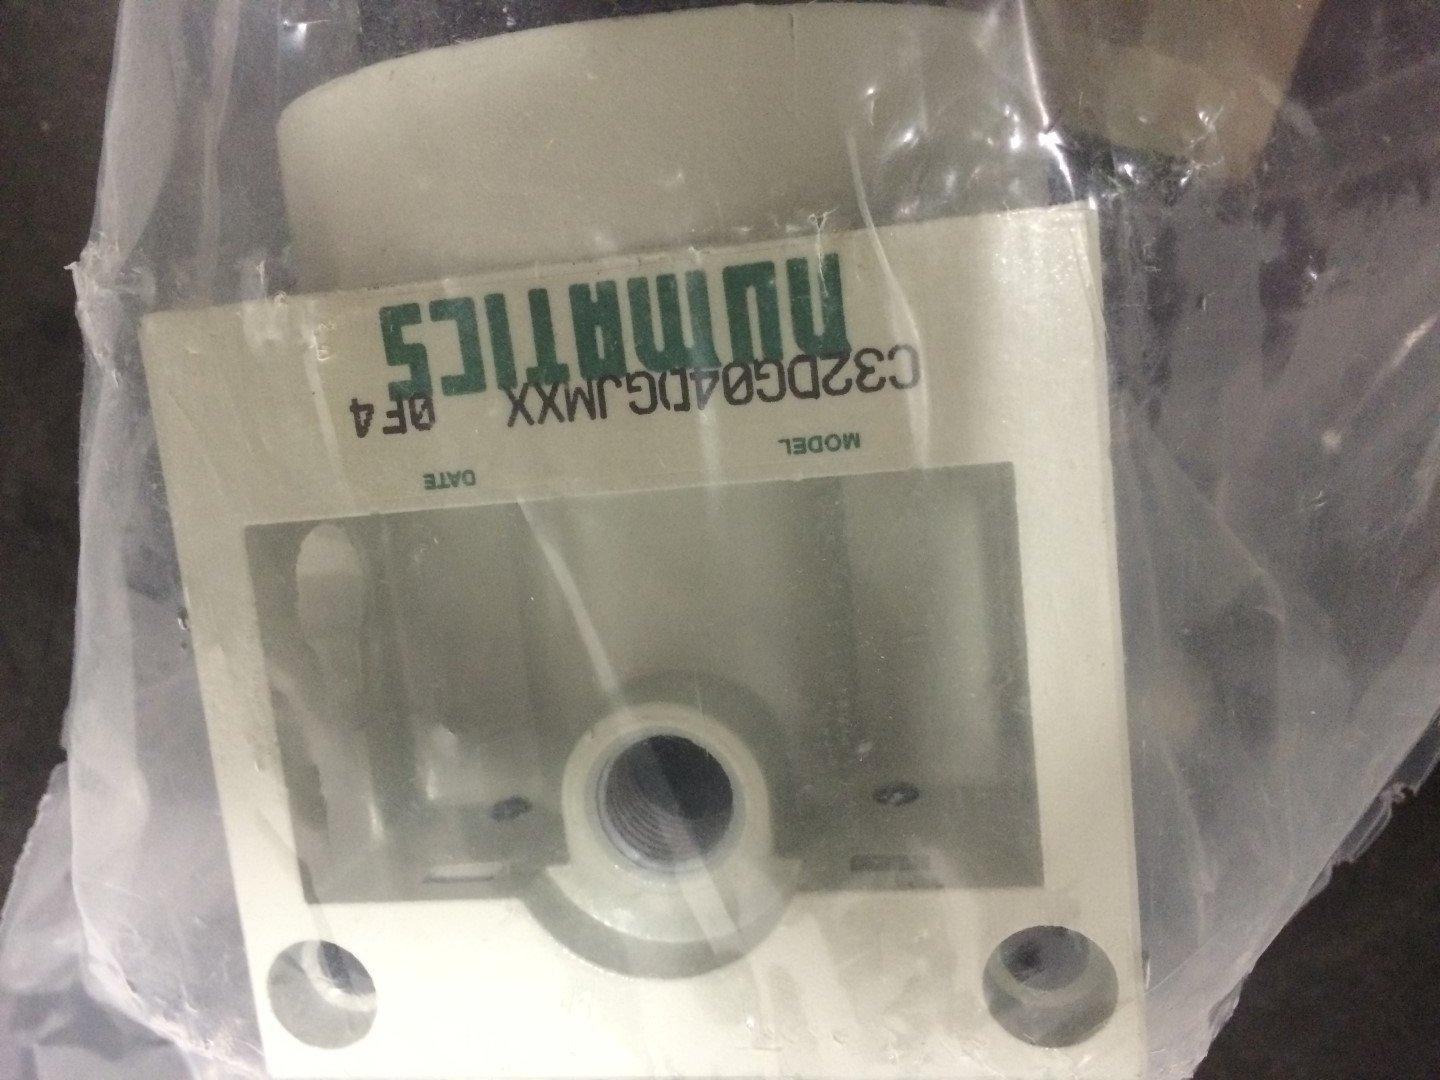 MODEL DATE
C32DG04DGJMXX 0F4
numatics